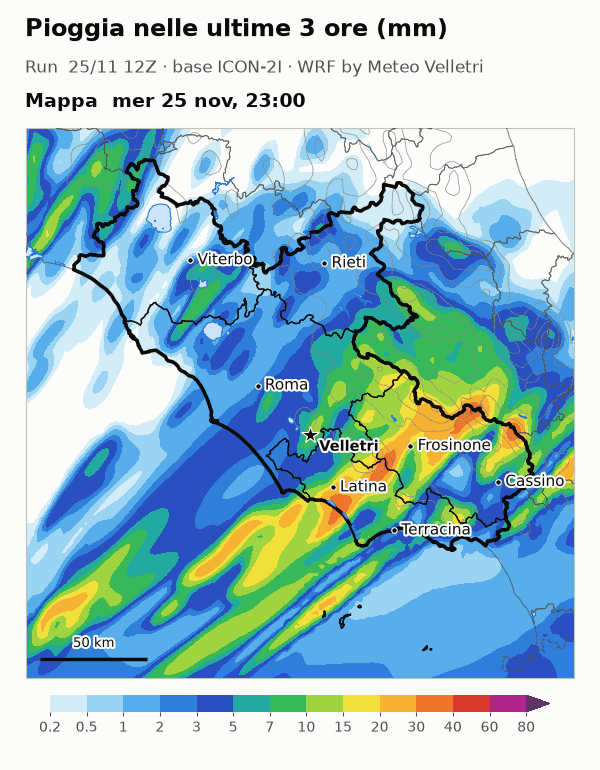 Pioggia nelle ultime 3 ore (mm)
Run  25/11 12Z · base ICON-2I · WRF by Meteo Velletri
Mappa  mer 25 nov, 23:00
Viterbo
Rieti
Roma
Velletri
Frosinone
Latina
Cassino
Terracina
50 km
0.2 0.5 1 2 3 5 7 10 15 20 30 40 60 80